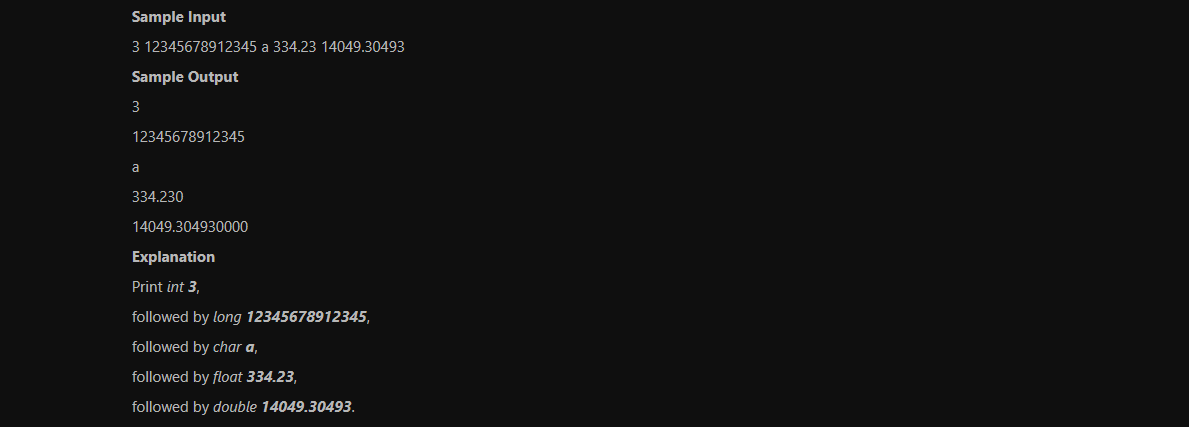 Sample Input
3 12345678912345 a 334.23 14049.30493
Sample Output
3
12345678912345
a
334.230
14049.304930000
Explanation
Print int 3,
followed by long 12345678912345,
followed by char a,
followed by float 334.23,
followed by double 14049.30493.